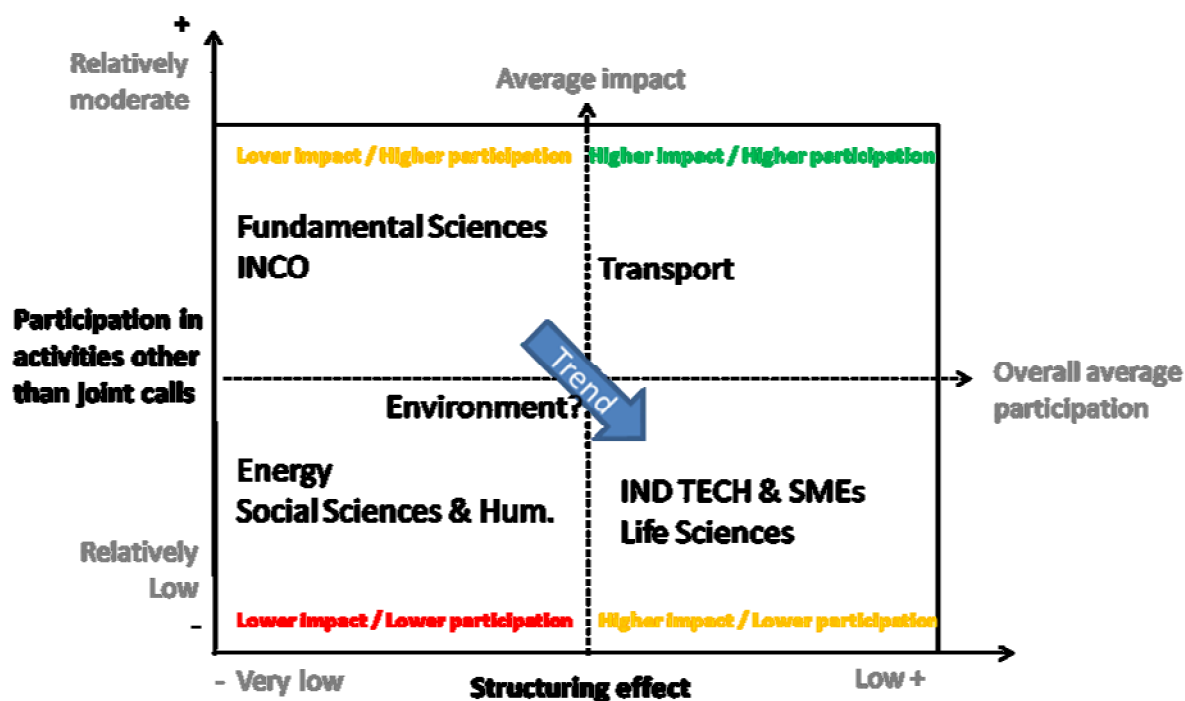 +
Relatively
moderate
Average impact
Lover impact / Higher participation
Higher impact / Higher participation
Fundamental Sciences
INCO
Transport
Participation in
activities other
than joint calls
Trend
Overall average
participation
Environment?
Energy
Social Sciences & Hum.
IND TECH & SMEs
Life Sciences
Relatively
Low
-
Lower impact / Lower participation
Higher impact / Lower participation
- Very low
Structuring effect
Low +